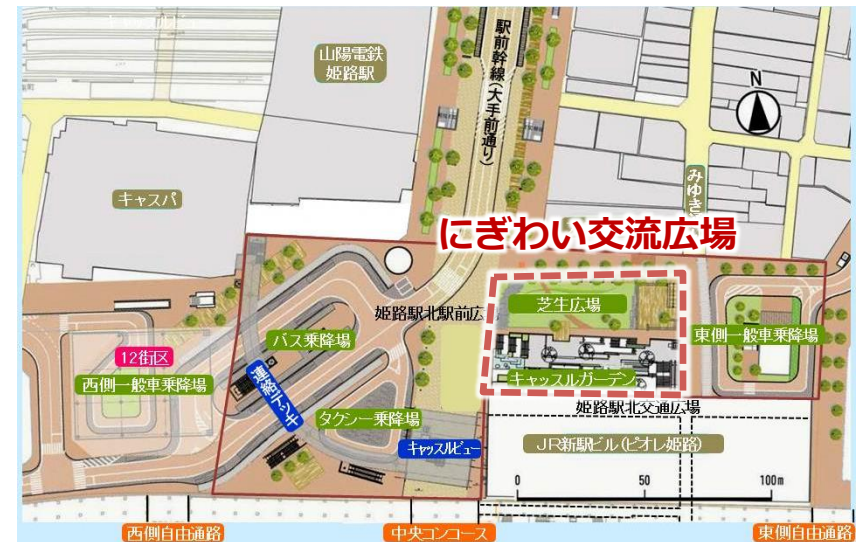 山陽電鉄
姫路駅
駅前幹線(大手前通り)
N
キャスパ
みゆき
にぎわい交流広場
芝生広場
姫路駅北駅前広
バス乗降場
東側一般車乗降場
12街区
西側一般車乗降場
連絡デッキ
キャッスルガーデン
姫路駅北交通広場
タクシー乗降場
キャッスルビュー
JR新駅ビル(ピオレ姫路)
0 50 100m
西側自由通路
中央コンコース
東側自由通路